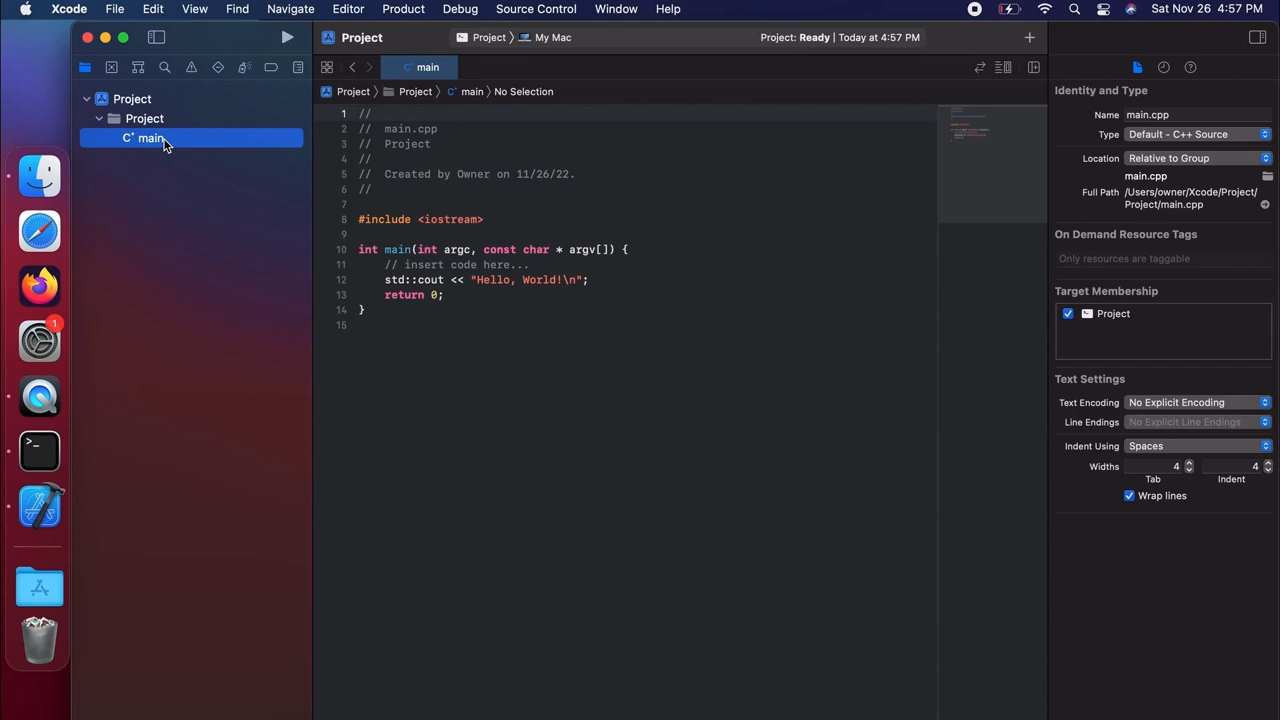 Xcode File Edit View Find Navigate Editor Product Debug Source Control Window Help Sat Nov 26 4:57 PM
Project
Project 〉 My Mac
Project: Ready | Today at 4:57 PM
main
Project 〉 Project 〉 main 〉 No Selection
Project
Project
main
1 //
2 // main.cpp
3 // Project
4 //
5 // Created by Owner on 11/26/22.
6 //
7
8 #include <iostream>
9
10 int main(int argc, const char * argv[]) {
11 // insert code here...
12 std::cout << "Hello, World!\n";
13 return 0;
14 }
15
Identity and Type
Name main.cpp
Type Default - C++ Source
Location Relative to Group
main.cpp
Full Path /Users/owner/Xcode/Project/
Project/main.cpp
On Demand Resource Tags
Only resources are taggable
Target Membership
Project
Text Settings
Text Encoding No Explicit Encoding
Line Endings No Explicit Line Endings
Indent Using Spaces
Widths 4 4
Tab Indent
Wrap lines
1